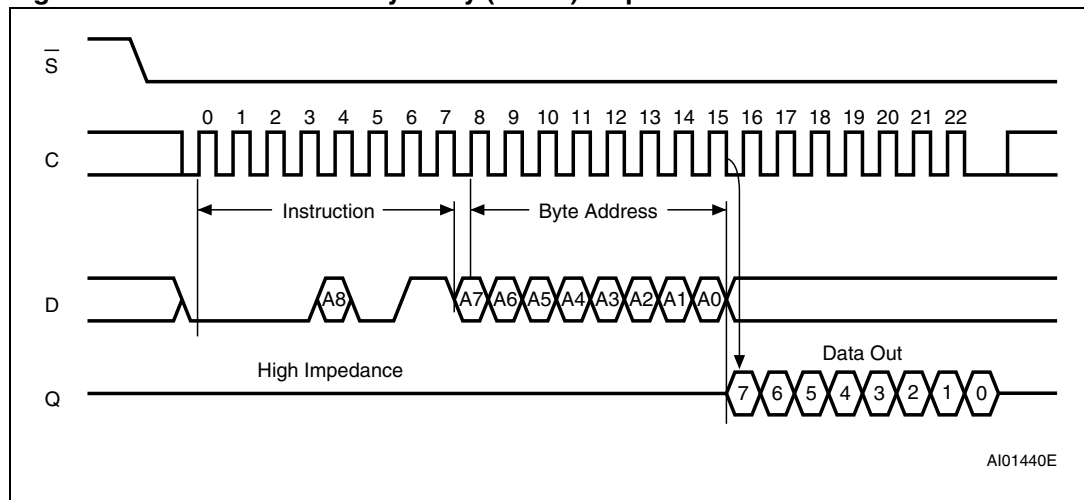 S
0 1 2 3 4 5 6 7 8 9 10 11 12 13 14 15 16 17 18 19 20 21 22
C
Instruction Byte Address
D A8 A7 A6 A5 A4 A3 A2 A1 A0
High Impedance Data Out
Q 7 6 5 4 3 2 1 0
AI01440E